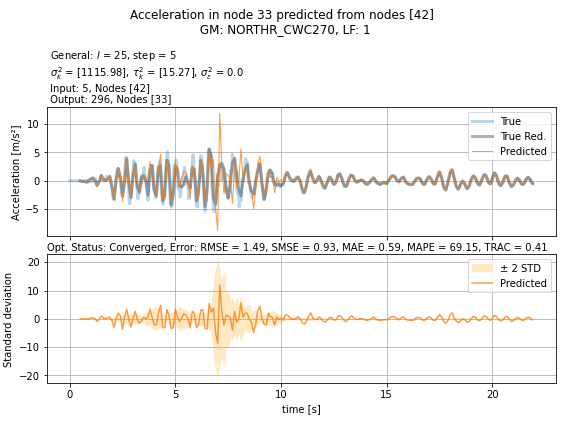 Acceleration in node 33 predicted from nodes [42]
GM: NORTHR_CWC270, LF: 1
General: l = 25, step = 5
σ²ₖ = [1115.98], τ²ₖ = [15.27], σ²ε = 0.0
Input: 5, Nodes [42]
Output: 296, Nodes [33]
Acceleration [m/s²]
10
5
0
−5
True
True Red.
Predicted
Opt. Status: Converged, Error: RMSE = 1.49, SMSE = 0.93, MAE = 0.59, MAPE = 69.15, TRAC = 0.41
Standard deviation
20
10
0
−10
−20
± 2 STD
Predicted
0 5 10 15 20
time [s]